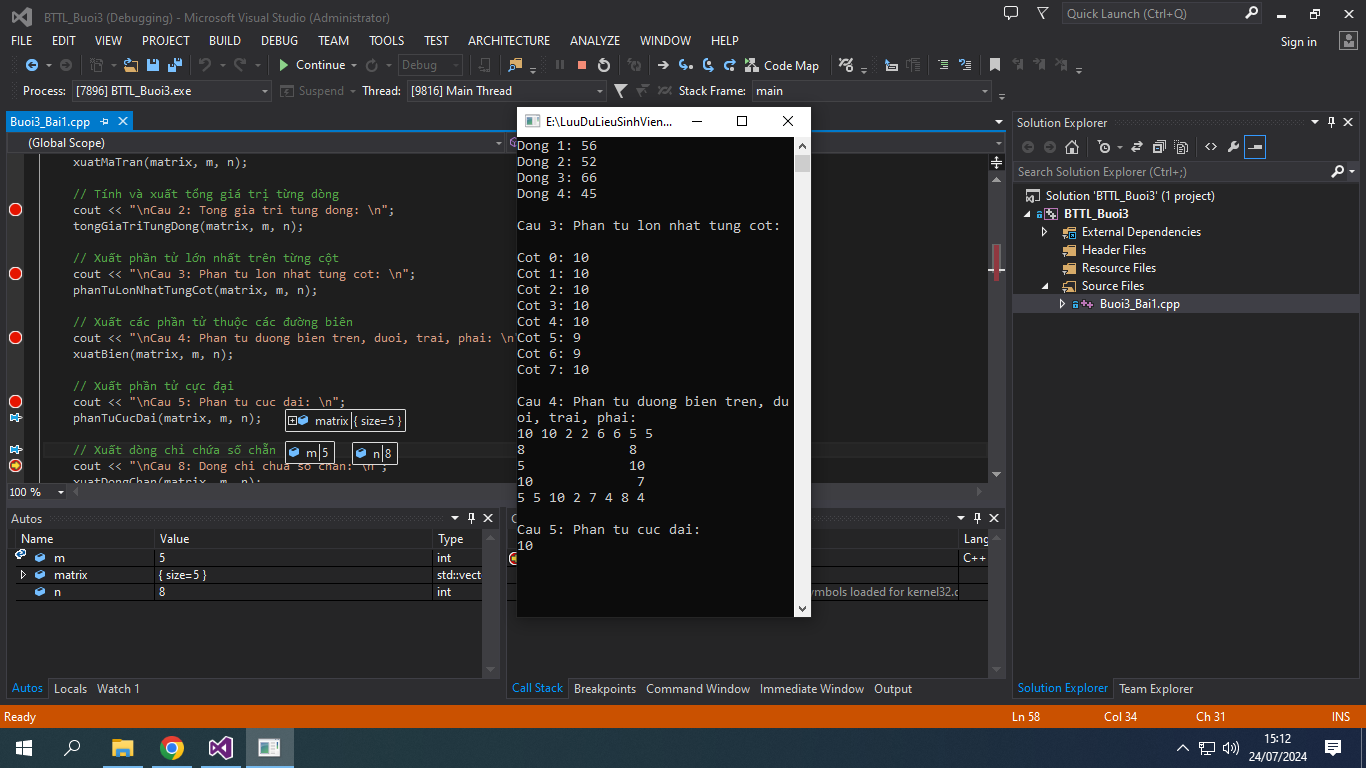 BTTL_Buoi3 (Debugging) - Microsoft Visual Studio (Administrator)
Quick Launch (Ctrl+Q)
FILE EDIT VIEW PROJECT BUILD DEBUG TEAM TOOLS TEST ARCHITECTURE ANALYZE WINDOW HELP
Sign in
Continue Debug Code Map
Process: [7896] BTTL_Buoi3.exe Suspend Thread: [9816] Main Thread Stack Frame: main
Buoi3_Bai1.cpp
(Global Scope)
xuatMaTran(matrix, m, n);
// Tính và xuất tổng giá trị từng dòng
cout << "\nCau 2: Tong gia tri tung dong: \n";
tongGiaTriTungDong(matrix, m, n);
// Xuất phần tử lớn nhất trên từng cột
cout << "\nCau 3: Phan tu lon nhat tung cot: \n";
phanTuLonNhatTungCot(matrix, m, n);
// Xuất các phần tử thuộc các đường biên
cout << "\nCau 4: Phan tu duong bien tren, duoi, trai, phai: \n
xuatBien(matrix, m, n);
// Xuất phần tử cực đại
cout << "\nCau 5: Phan tu cuc dai: \n";
phanTuCucDai(matrix, m, n);
matrix { size=5 }
// Xuất dòng chỉ chứa số chẵn
m 5
n 8
cout << "\nCau 8: Dong chi chua so chan: \n";
xuatDongChan(matrix, m, n);
100 %
E:\LuuDuLieuSinhVien...
Dong 1: 56
Dong 2: 52
Dong 3: 66
Dong 4: 45
Cau 3: Phan tu lon nhat tung cot:
Cot 0: 10
Cot 1: 10
Cot 2: 10
Cot 3: 10
Cot 4: 10
Cot 5: 9
Cot 6: 9
Cot 7: 10
Cau 4: Phan tu duong bien tren, du
oi, trai, phai:
10 10 2 2 6 6 5 5
8 8
5 10
10 7
5 5 10 2 7 4 8 4
Cau 5: Phan tu cuc dai:
10
Solution Explorer
Search Solution Explorer (Ctrl+;)
Solution 'BTTL_Buoi3' (1 project)
BTTL_Buoi3
External Dependencies
Header Files
Resource Files
Source Files
Buoi3_Bai1.cpp
Autos
Name Value Type
m 5 int
matrix { size=5 } std::vect
n 8 int
Autos Locals Watch 1
Lang
C++
ymbols loaded for kernel32.d
Call Stack Breakpoints Command Window Immediate Window Output
Solution Explorer Team Explorer
Ready Ln 58 Col 34 Ch 31 INS
15:12
24/07/2024